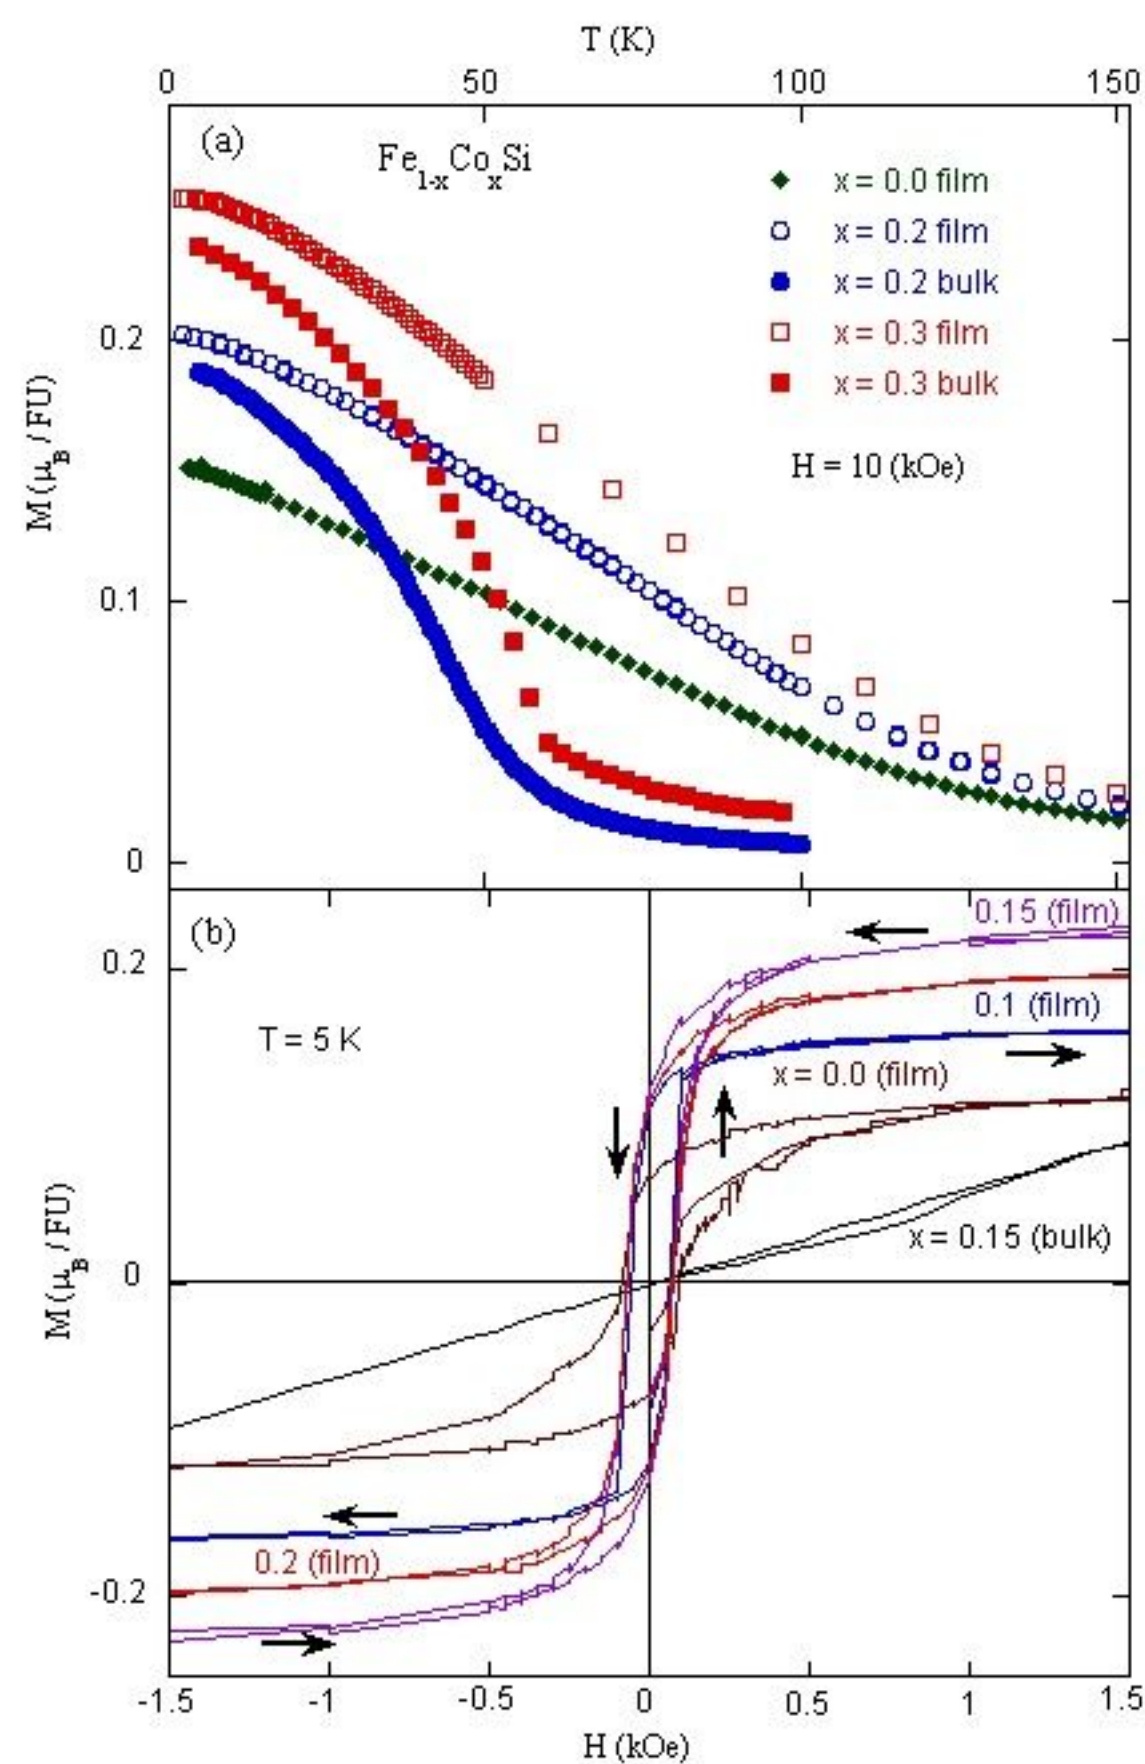 T (K)
0 50 100 150
(a)
Fe1-xCoxSi
x = 0.0 film
x = 0.2 film
x = 0.2 bulk
x = 0.3 film
x = 0.3 bulk
H = 10 (kOe)
0.2
0.1
0
M (μB / FU)
(b)
0.15 (film)
0.2
0.1 (film)
T = 5 K
x = 0.0 (film)
x = 0.15 (bulk)
0
M (μB / FU)
0.2 (film)
-0.2
-1.5 -1 -0.5 0 0.5 1 1.5
H (kOe)